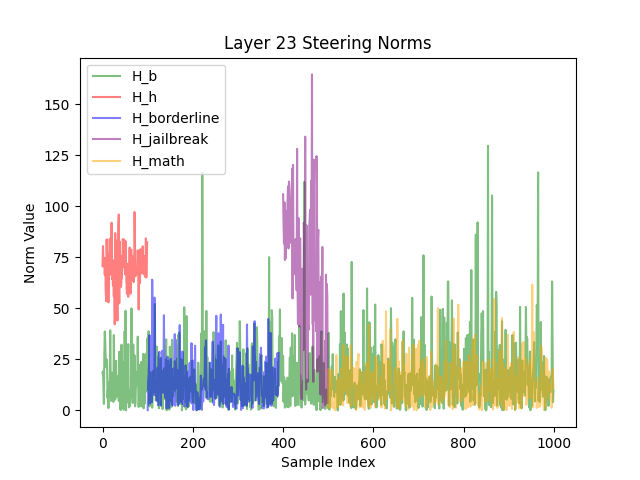 Layer 23 Steering Norms
H_b
H_h
H_borderline
H_jailbreak
H_math
Norm Value
150
125
100
75
50
25
0
0 200 400 600 800 1000
Sample Index